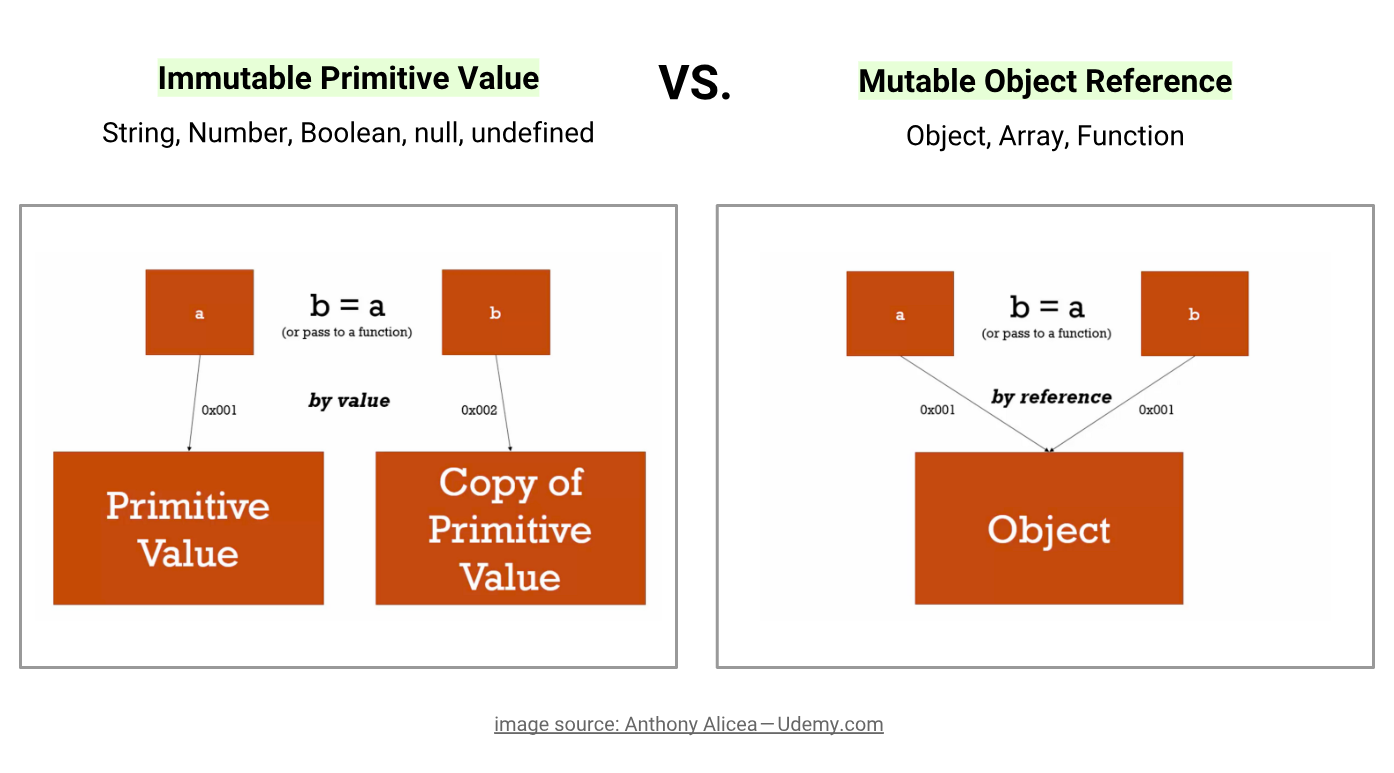 Immutable Primitive Value
VS.
Mutable Object Reference
String, Number, Boolean, null, undefined
Object, Array, Function
a
b = a
(or pass to a function)
b
by value
0x001
0x002
Primitive
Value
Copy of
Primitive
Value
a
b = a
(or pass to a function)
b
by reference
0x001
0x001
Object
image source: Anthony Alicea — Udemy.com